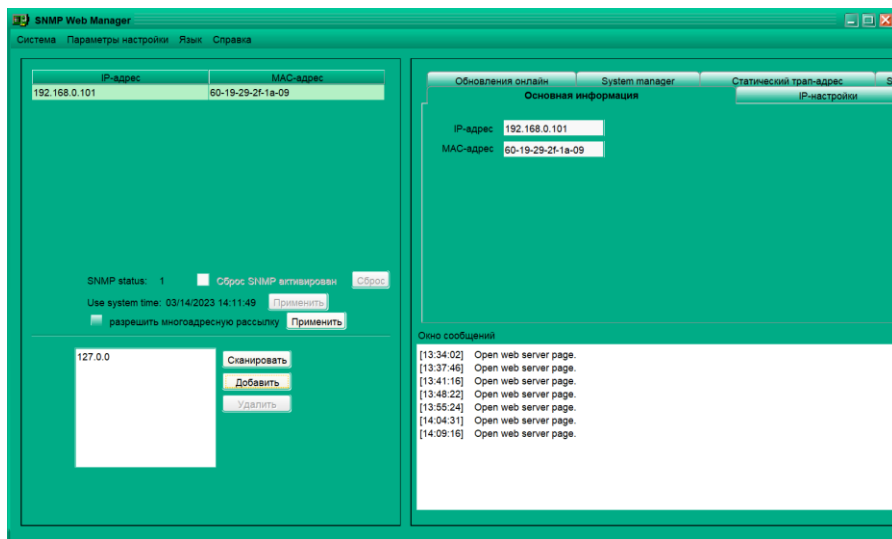 SNMP Web Manager
Система Параметры настройки Язык Справка
IP-адрес МАС-адрес
192.168.0.101 60-19-29-2f-1a-09
SNMP status: 1 Сброс SNMP активирован Сброс
Use system time: 03/14/2023 14:11:49 Применить
разрешить многоадресную рассылку Применить
127.0.0
Сканировать
Добавить
Удалить
Обновления онлайн System manager Статический трап-адрес S
Основная информация IP-настройки
IP-адрес 192.168.0.101
МАС-адрес 60-19-29-2f-1a-09
Окно сообщений
[13:34:02] Open web server page.
[13:37:46] Open web server page.
[13:41:16] Open web server page.
[13:48:22] Open web server page.
[13:55:24] Open web server page.
[14:04:31] Open web server page.
[14:09:16] Open web server page.